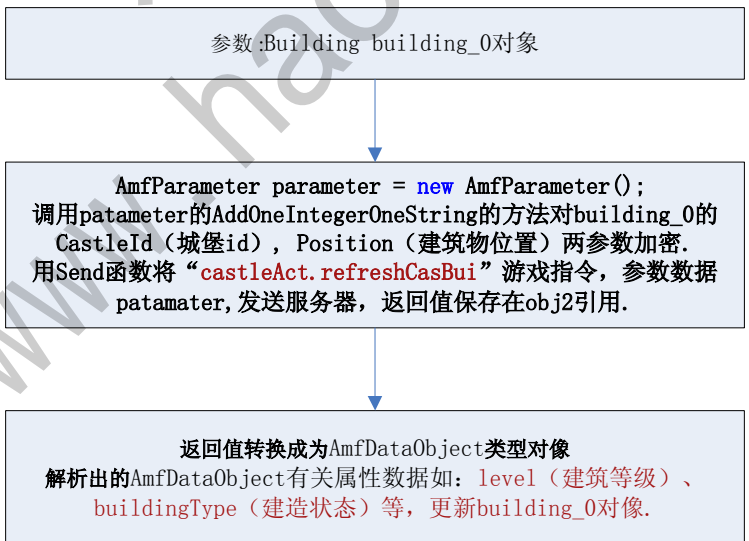 参数:Building building_0对象
AmfParameter parameter = new AmfParameter();
调用patameter的AddOneIntegerOneString的方法对building_0的
CastleId（城堡id）, Position（建筑物位置）两参数加密.
用Send函数将“castleAct.refreshCasBui”游戏指令，参数数据
patamater,发送服务器，返回值保存在obj2引用.
返回值转换成为AmfDataObject类型对像
解析出的AmfDataObject有关属性数据如：level（建筑等级）、
buildingType（建造状态）等，更新building_0对像.
www.hao